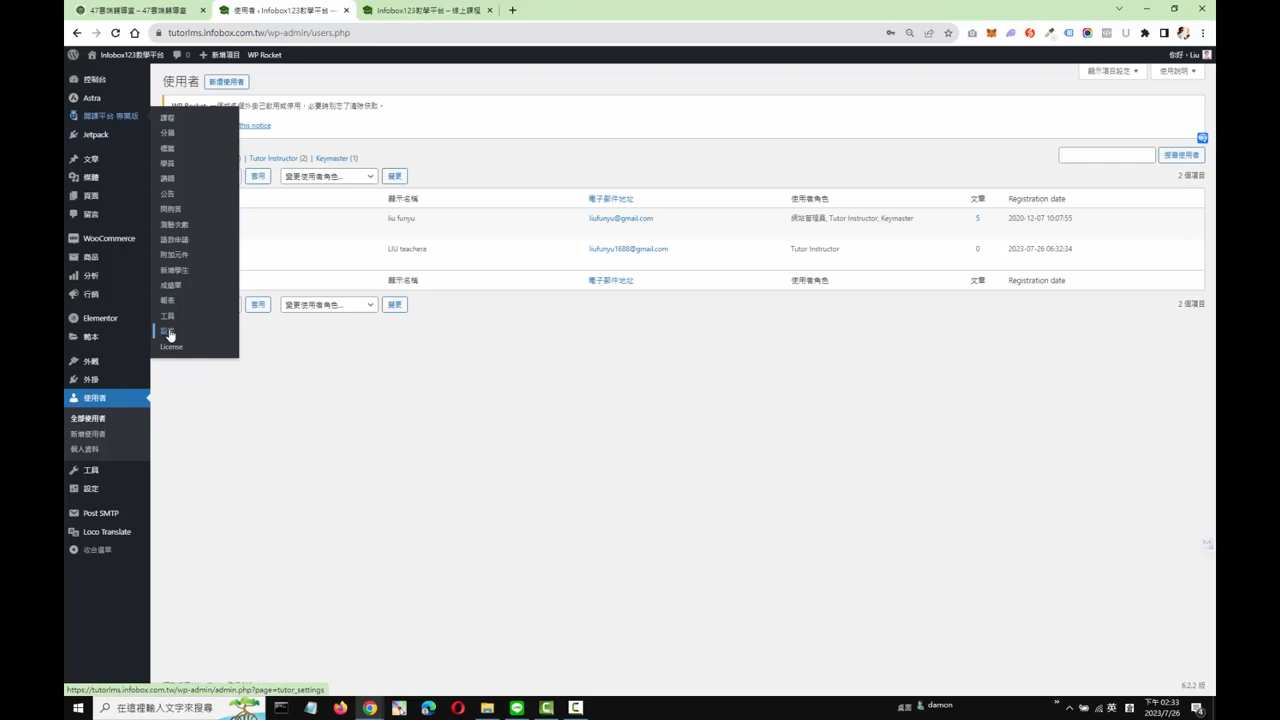 47雲端輔導室 – 47雲端輔導室
使用者 ‹ Infobox123教學平台 –
Infobox123教學平台 – 線上課程
tutorlms.infobox.com.tw/wp-admin/users.php
Infobox123教學平台
0
新增項目
WP Rocket
你好, Liu
控制台
Astra
開課平台 專業版
Jetpack
文章
媒體
頁面
留言
WooCommerce
商品
分析
行銷
Elementor
範本
外觀
外掛
使用者
全部使用者
新增使用者
個人資料
工具
設定
Post SMTP
Loco Translate
收合選單
課程
分類
標籤
學員
講師
公告
問與答
測驗次數
請款申請
附加元件
新增學生
成績單
報表
工具
設定
License
使用者
新增使用者
顯示項目設定
使用說明
this notice
| Tutor Instructor (2) | Keymaster (1)
搜尋使用者
套用
變更使用者角色...
變更
2 個項目
顯示名稱
電子郵件地址
使用者角色
文章
Registration date
liu funyu
liufunyu@gmail.com
網站管理員, Tutor Instructor, Keymaster
5
2020-12-07 10:07:55
LIU teachera
liufunyu1688@gmail.com
Tutor Instructor
0
2023-07-26 06:32:34
顯示名稱
電子郵件地址
使用者角色
文章
Registration date
套用
變更使用者角色...
變更
2 個項目
6.2.2 版
https://tutorlms.infobox.com.tw/wp-admin/admin.php?page=tutor_settings
在這裡輸入文字來搜尋
桌面
damon
英
下午 02:33
2023/7/26
4